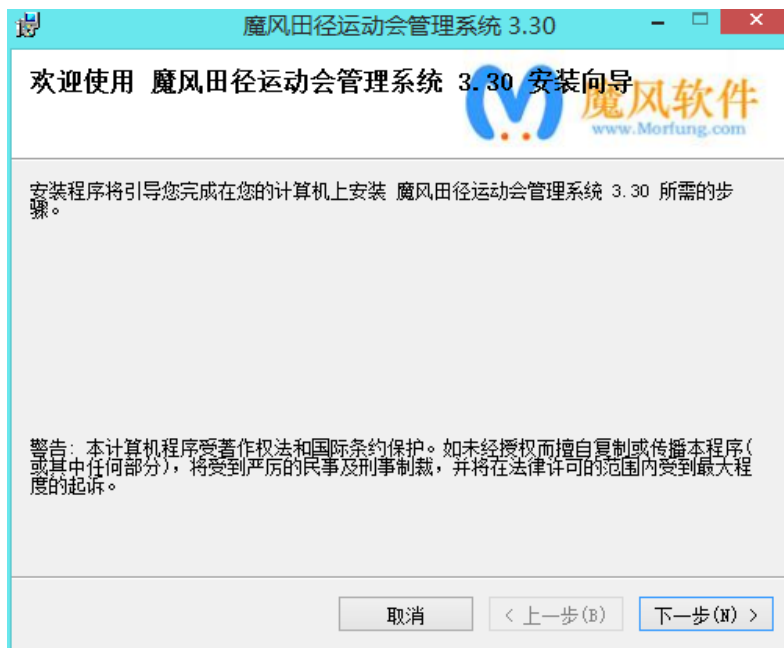 魔风田径运动会管理系统 3.30
欢迎使用 魔风田径运动会管理系统 3.30 安装向导
魔风软件
www.Morfung.com
安装程序将引导您完成在您的计算机上安装 魔风田径运动会管理系统 3.30 所需的步
骤。
警告: 本计算机程序受著作权法和国际条约保护。如未经授权而擅自复制或传播本程序(
或其中任何部分)，将受到严厉的民事及刑事制裁，并将在法律许可的范围内受到最大程
度的起诉。
取消
< 上一步(B)
下一步(N) >